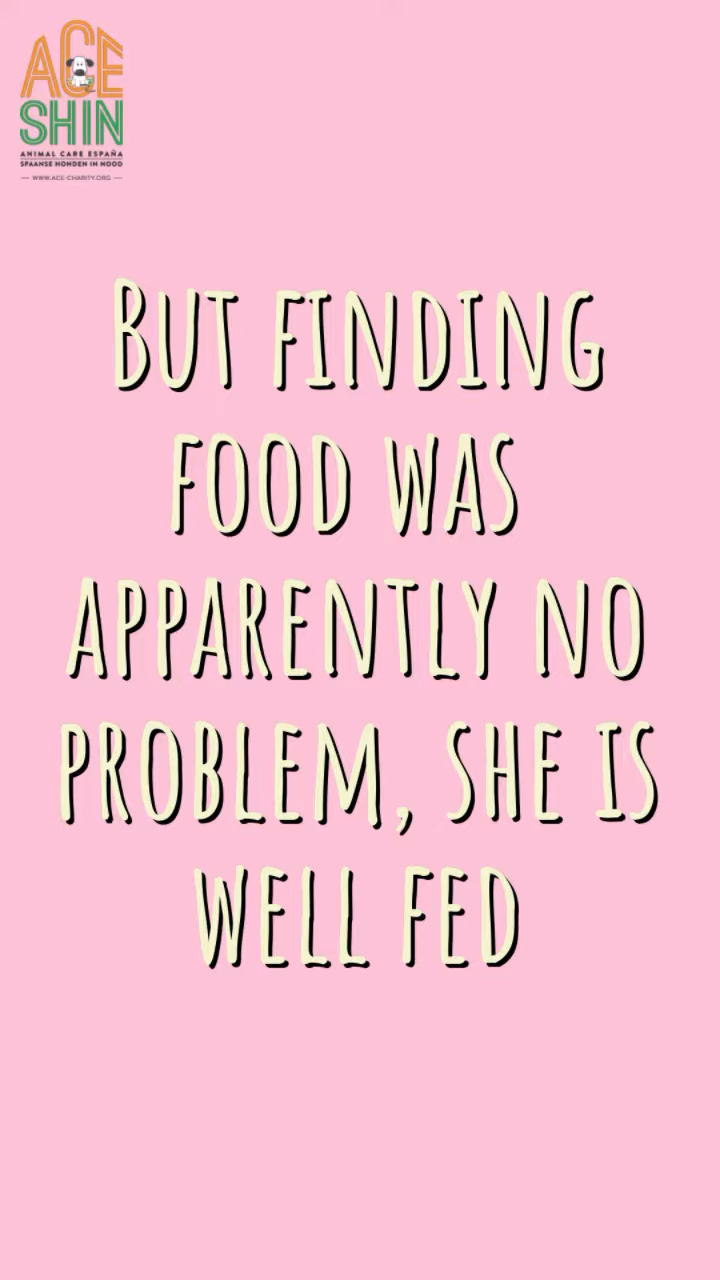 ACE
SHIN
ANIMAL CARE ESPAÑA
SPAANSE HONDEN IN NOOD
WWW.ACE-CHARITY.ORG
BUT FINDING
FOOD WAS
APPARENTLY NO
PROBLEM, SHE IS
WELL FED